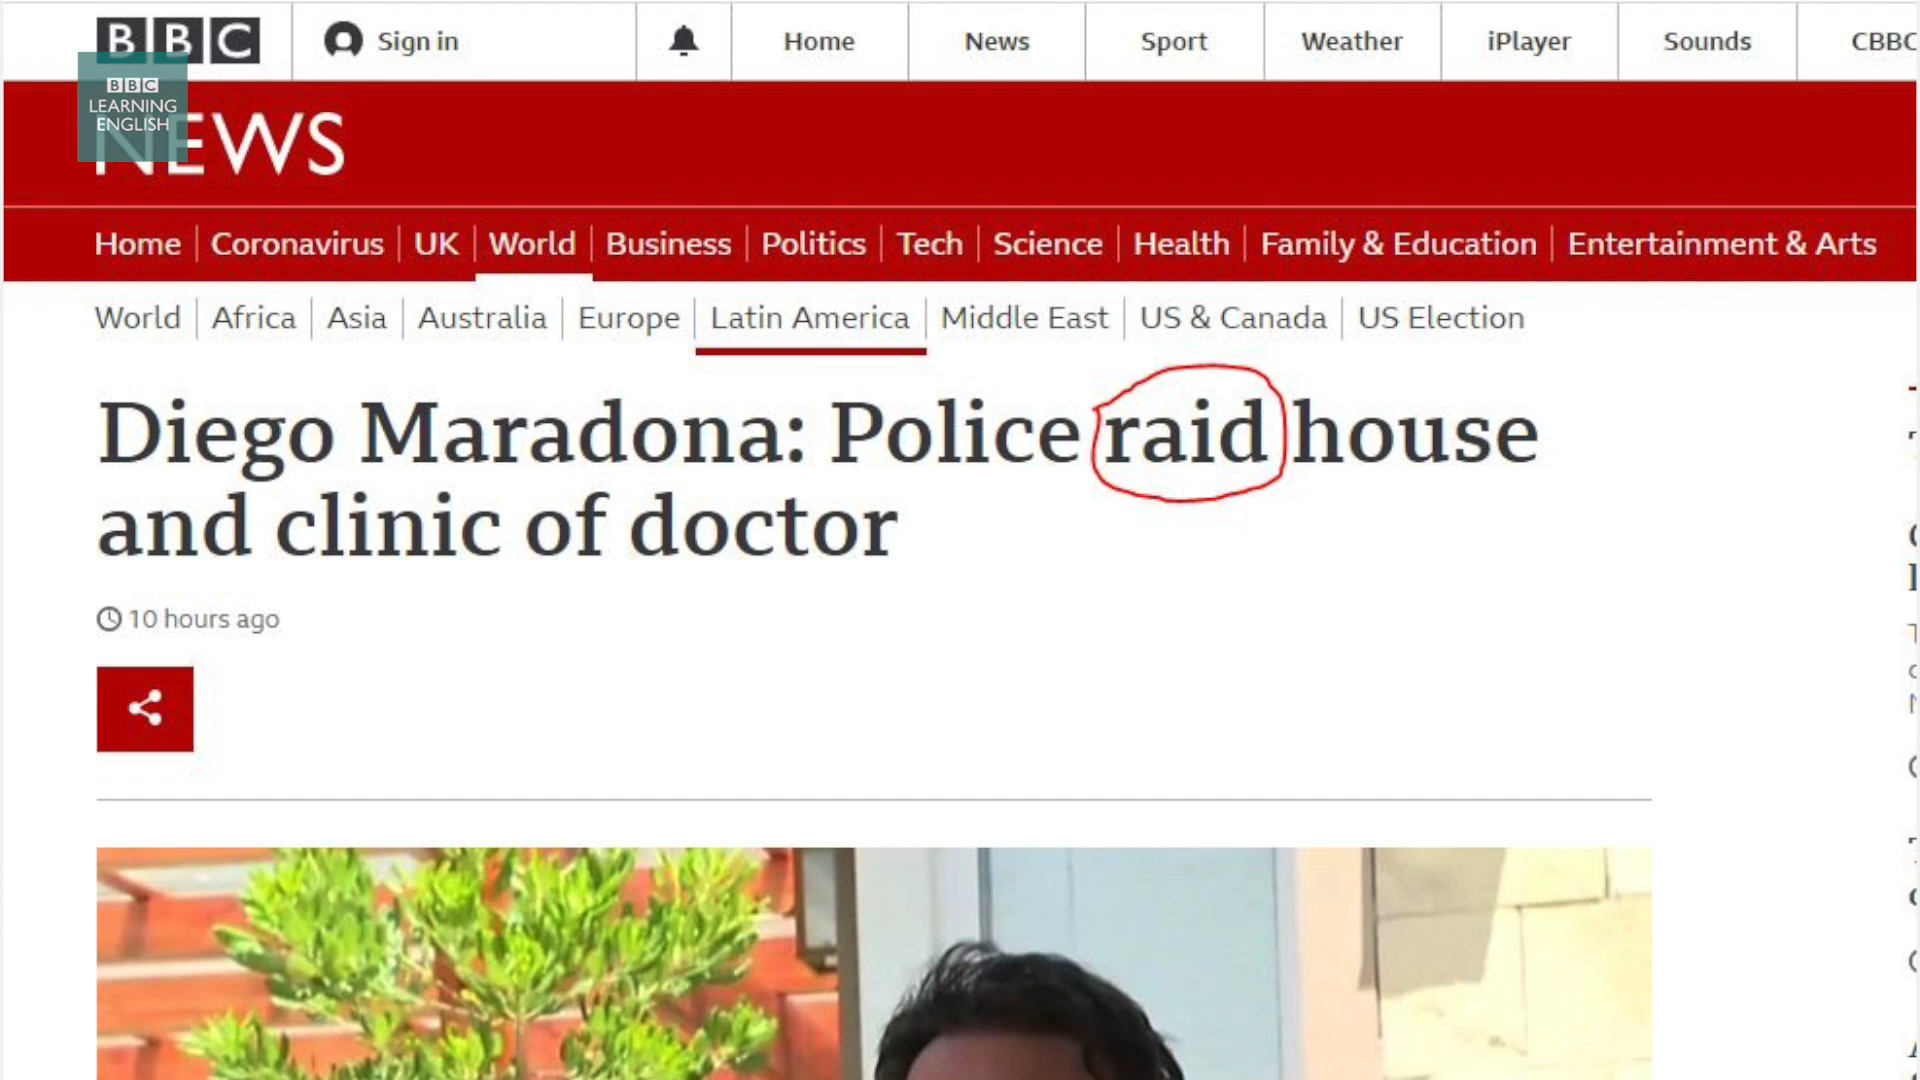 BBC
Sign in
Home
News
Sport
Weather
iPlayer
Sounds
CBBC
BBC
LEARNING
ENGLISH
NEWS
Home
Coronavirus
UK
World
Business
Politics
Tech
Science
Health
Family & Education
Entertainment & Arts
World
Africa
Asia
Australia
Europe
Latin America
Middle East
US & Canada
US Election
Diego Maradona: Police raid house
and clinic of doctor
10 hours ago